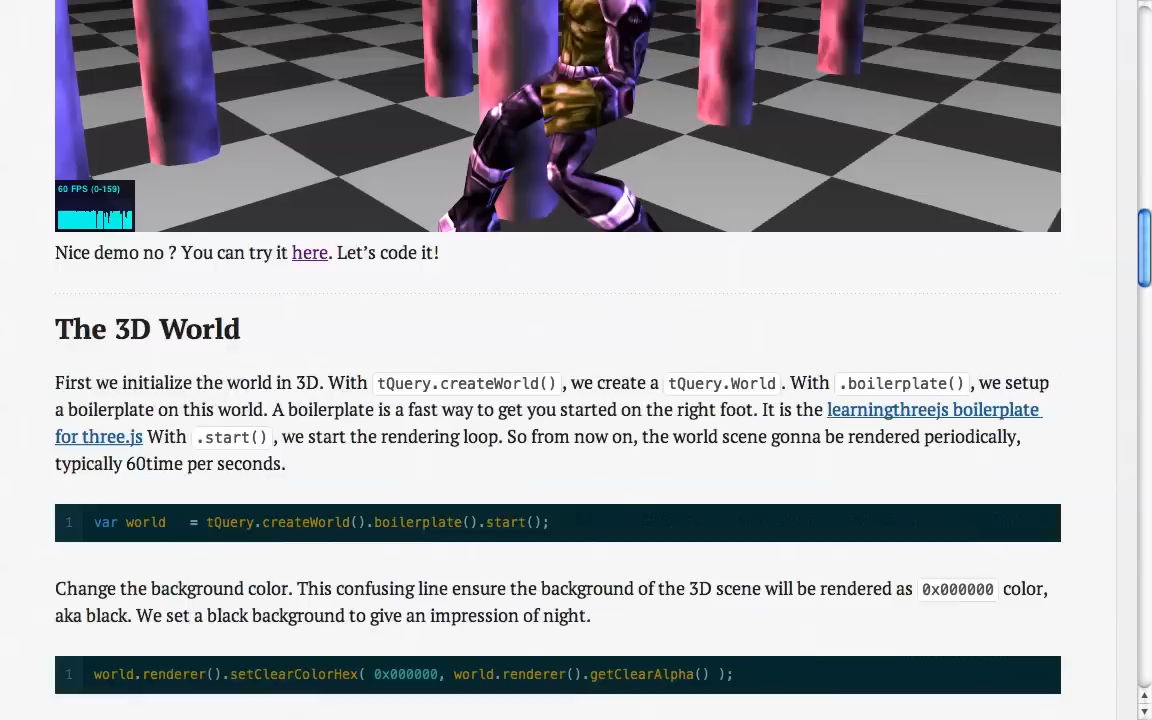 60 FPS (0-159)
Nice demo no ? You can try it here. Let’s code it!
The 3D World
First we initialize the world in 3D. With tQuery.createWorld(), we create a tQuery.World. With .boilerplate(), we setup
a boilerplate on this world. A boilerplate is a fast way to get you started on the right foot. It is the learningthreejs boilerplate
for three.js With .start(), we start the rendering loop. So from now on, the world scene gonna be rendered periodically,
typically 60time per seconds.
1 var world = tQuery.createWorld().boilerplate().start();
Change the background color. This confusing line ensure the background of the 3D scene will be rendered as 0x000000 color,
aka black. We set a black background to give an impression of night.
1 world.renderer().setClearColorHex( 0x000000, world.renderer().getClearAlpha() );